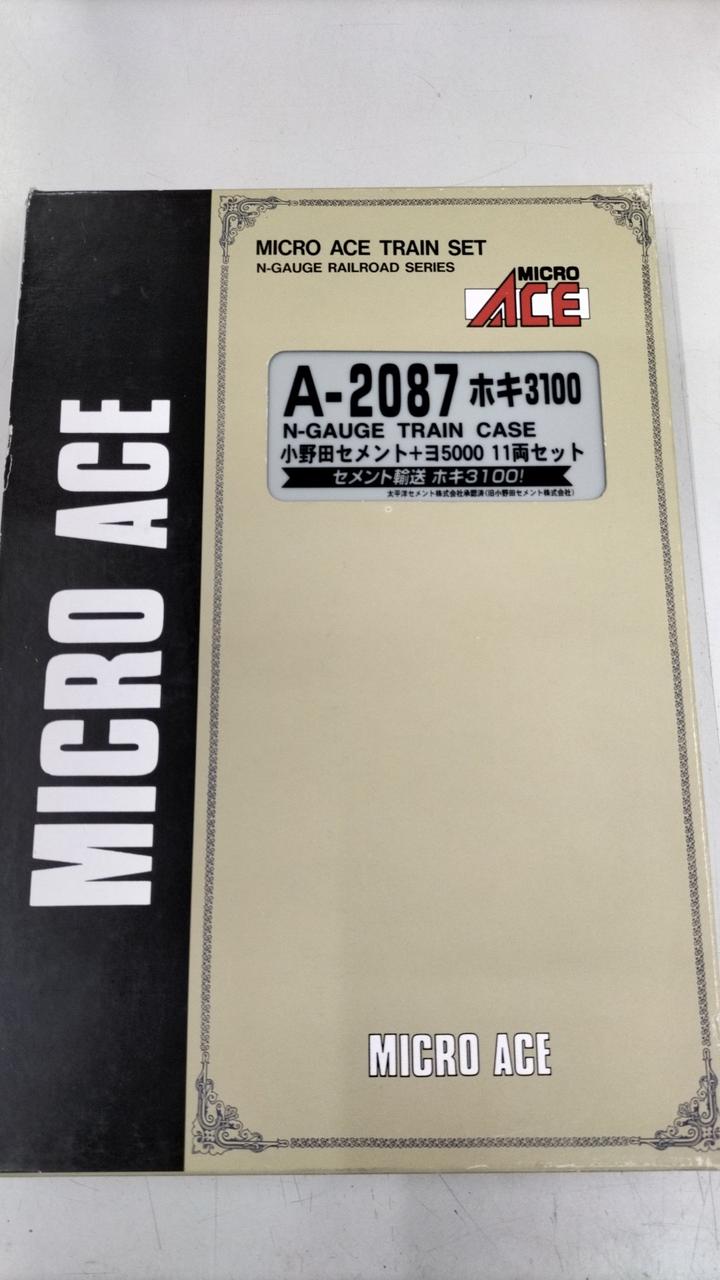 MICRO ACE
MICRO ACE TRAIN SET
N-GAUGE RAILROAD SERIES
MICRO
ACE
A-2087 ホキ3100
N-GAUGE TRAIN CASE
小野田セメント+ヨ5000 11両セット
セメント輸送 ホキ3100!
太平洋セメント株式会社承認済(旧小野田セメント株式会社)
MICRO ACE